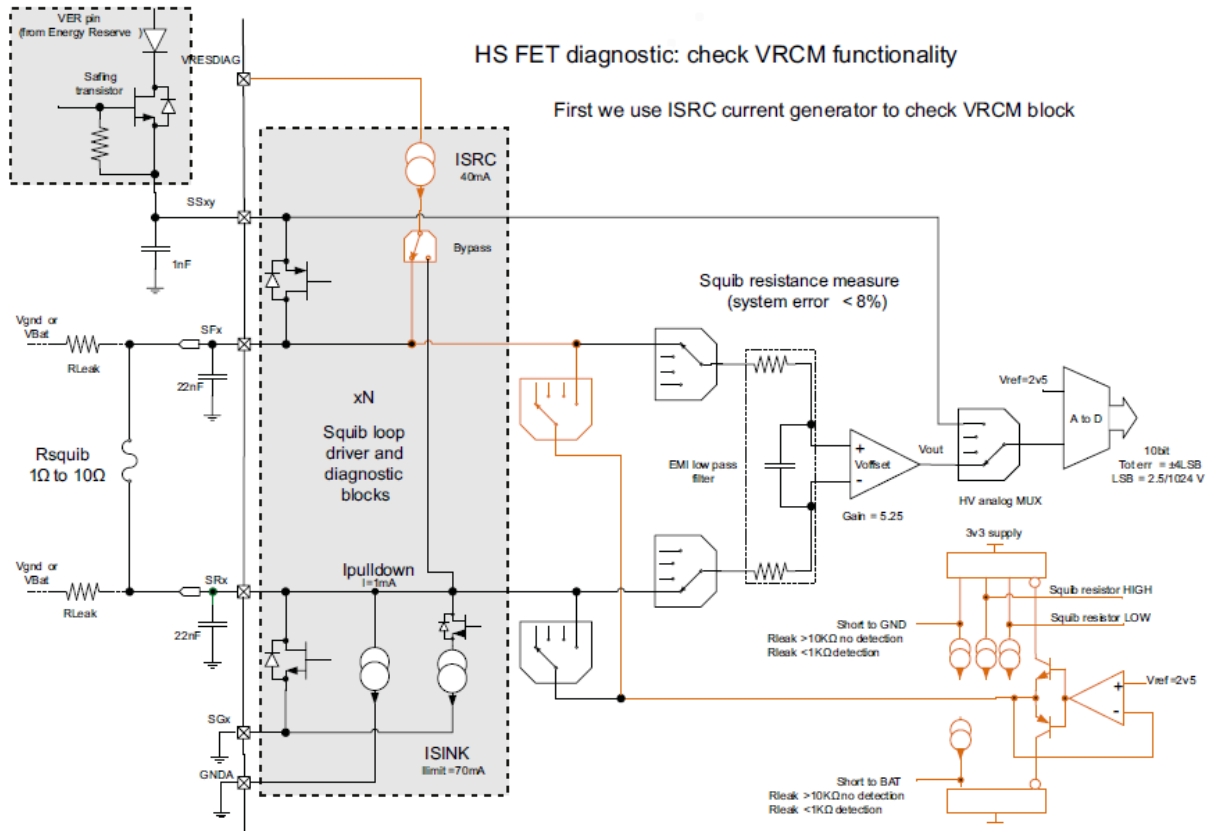 VER pin
(from Energy Reserve )
VRESDIAG
HS FET diagnostic: check VRCM functionality
Safing
transistor
First we use ISRC current generator to check VRCM block
ISRC
40mA
SSxy
Bypass
1nF
Squib resistance measure
(system error < 8%)
Vgnd or
VBat
SFx
RLeak
22nF
Vref=2v5
xN
A to D
Squib loop
driver and
diagnostic
blocks
Rsquib
1Ω to 10Ω
EMI low pass
filter
+
Voffset
-
Vout
10bit
Tot err = ±4LSB
LSB = 2.5/1024 V
HV analog MUX
Gain = 5.25
3v3 supply
Vgnd or
VBat
Ipulldown
I=1mA
SRx
Squib resistor HIGH
RLeak
Squib resistor LOW
22nF
Short to GND
Rleak >10KΩ no detection
Rleak <1KΩ detection
+
Vref=2v5
-
SGx
ISINK
Ilimit =70mA
GNDA
Short to BAT
Rleak >10KΩ no detection
Rleak <1KΩ detection